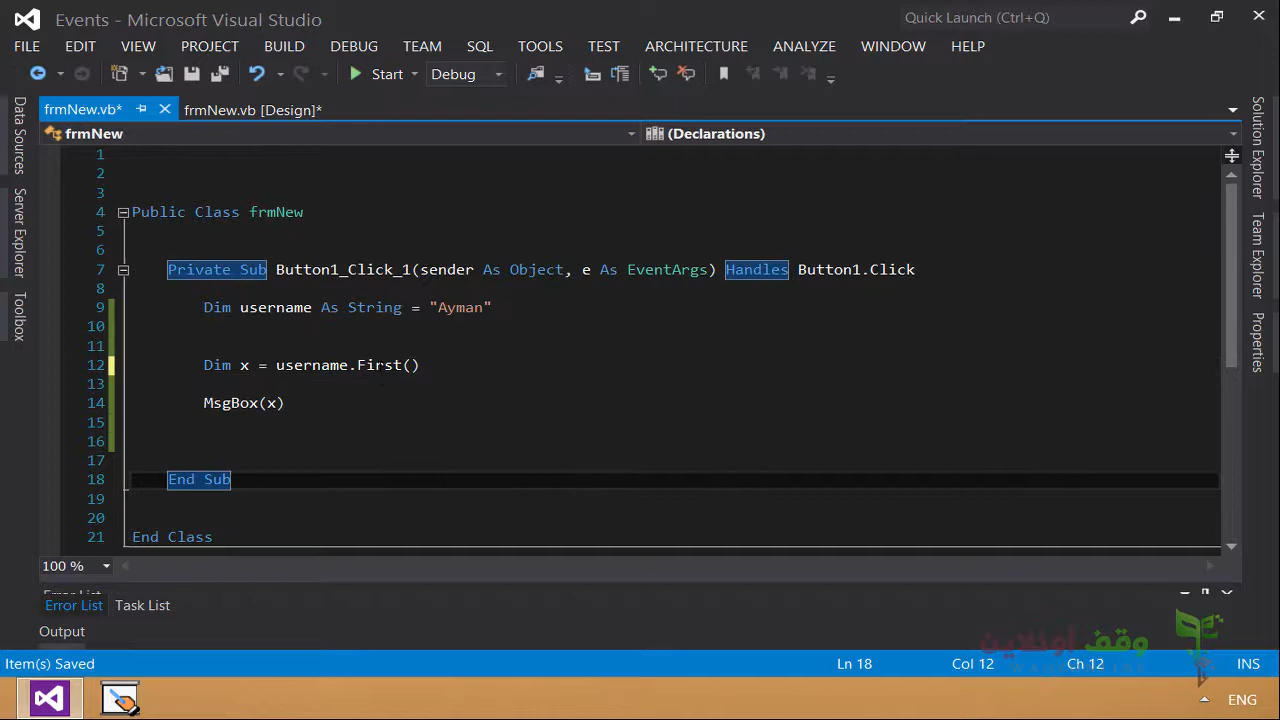 Events - Microsoft Visual Studio
Quick Launch (Ctrl+Q)
FILE EDIT VIEW PROJECT BUILD DEBUG TEAM SQL TOOLS TEST ARCHITECTURE ANALYZE WINDOW HELP
Start Debug
frmNew.vb* frmNew.vb [Design]*
frmNew (Declarations)
Data Sources
Server Explorer
Toolbox
1
2
3
4 Public Class frmNew
5
6
7 Private Sub Button1_Click_1(sender As Object, e As EventArgs) Handles Button1.Click
8
9 Dim username As String = "Ayman"
10
11
12 Dim x = username.First()
13
14 MsgBox(x)
15
16
17
18 End Sub
19
20
21 End Class
Solution Explorer
Team Explorer
Properties
100 %
Error List
Error List Task List
Output
وقف أونلاين
Item(s) Saved Ln 18 Col 12 Ch 12 INS
ENG